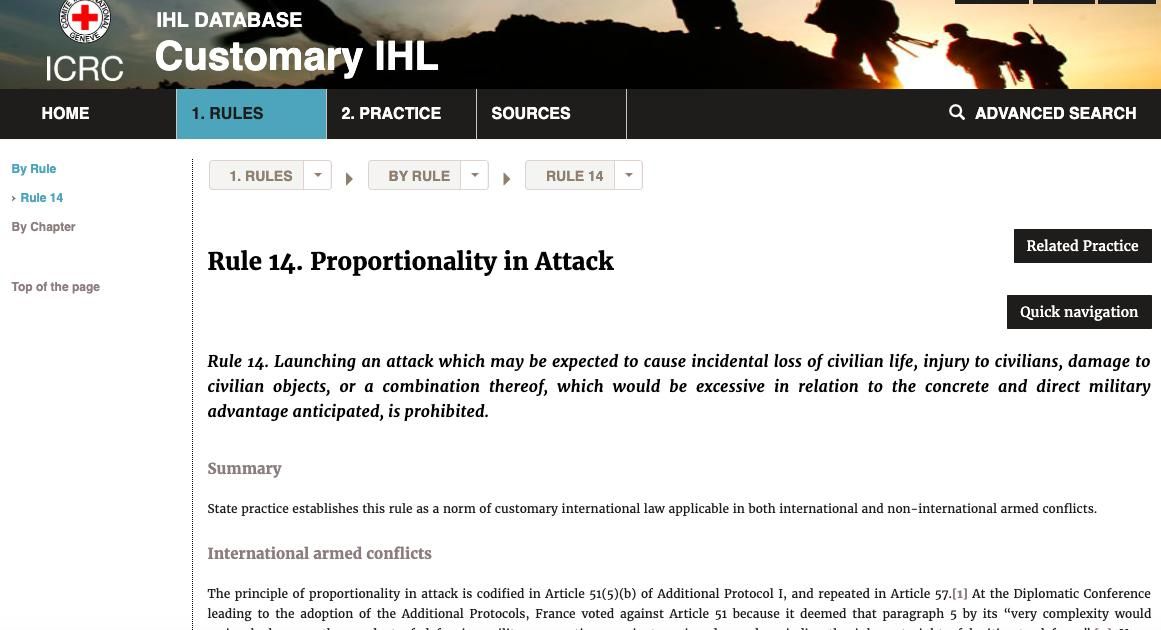 IHL DATABASE
Customary IHL
COMITE INTERNATIONAL
GENEVE
ICRC
HOME
1. RULES
2. PRACTICE
SOURCES
ADVANCED SEARCH
By Rule
› Rule 14
By Chapter
Top of the page
1. RULES
BY RULE
RULE 14
Related Practice
Rule 14. Proportionality in Attack
Quick navigation
Rule 14. Launching an attack which may be expected to cause incidental loss of civilian life, injury to civilians, damage to
civilian objects, or a combination thereof, which would be excessive in relation to the concrete and direct military
advantage anticipated, is prohibited.
Summary
State practice establishes this rule as a norm of customary international law applicable in both international and non-international armed conflicts.
International armed conflicts
The principle of proportionality in attack is codified in Article 51(5)(b) of Additional Protocol I, and repeated in Article 57.[1] At the Diplomatic Conference
leading to the adoption of the Additional Protocols, France voted against Article 51 because it deemed that paragraph 5 by its “very complexity would